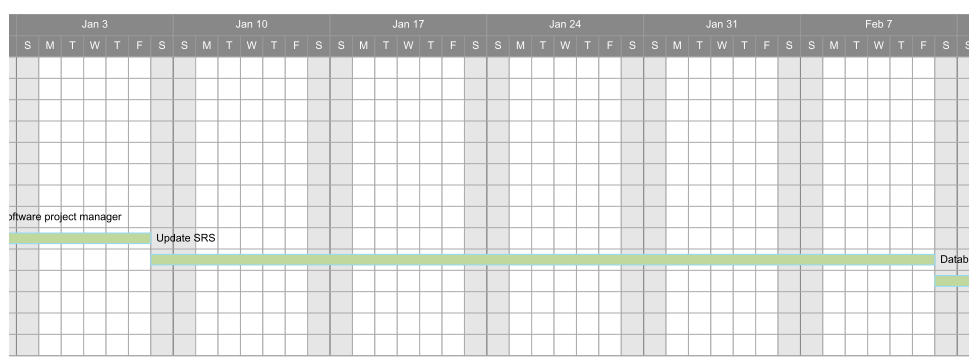 Jan 3 Jan 10 Jan 17 Jan 24 Jan 31 Feb 7
S M T W T F S S M T W T F S S M T W T F S S M T W T F S S M T W T F S S M T W T F S S
oftware project manager
Update SRS
Datab